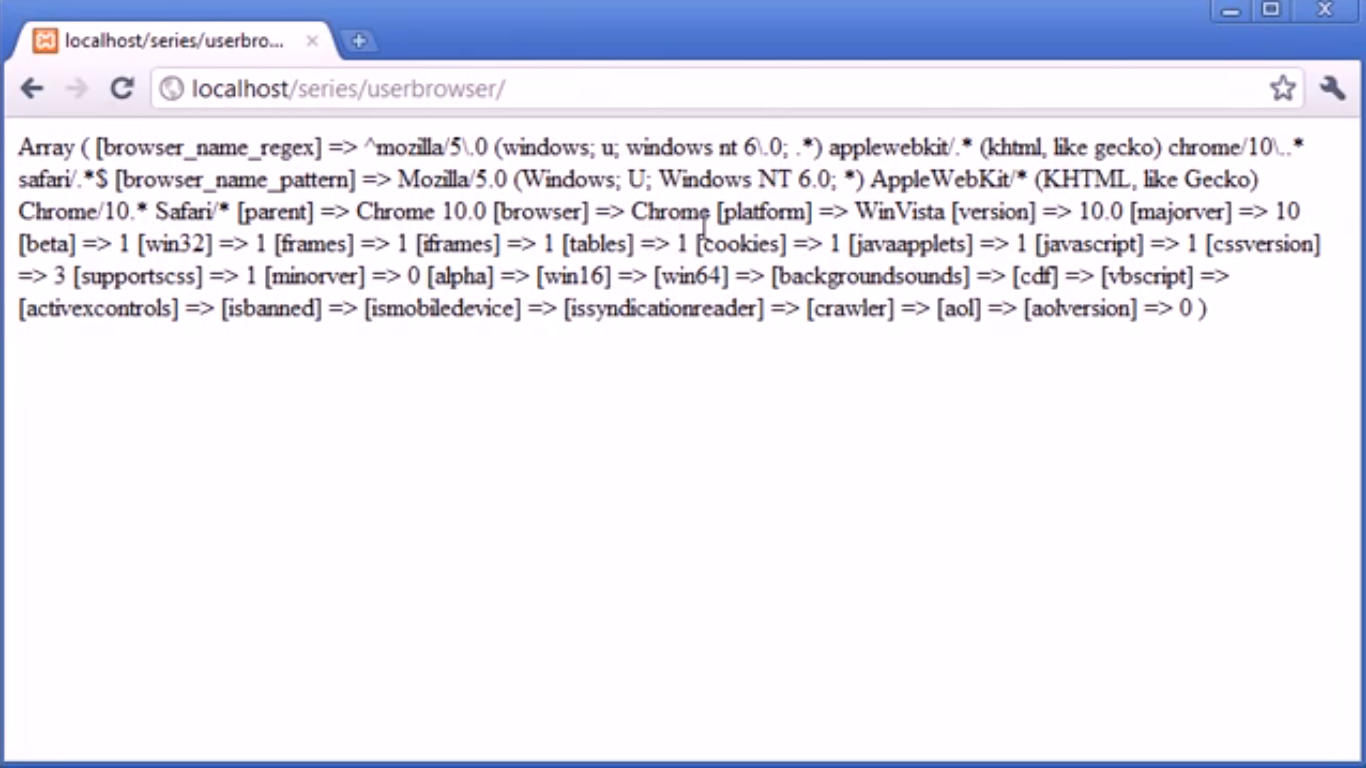 localhost/series/userbro...
localhost/series/userbrowser/
Array ( [browser_name_regex] => ^mozilla/5\.0 (windows; u; windows nt 6\.0; .*) applewebkit/.* (khtml, like gecko) chrome/10\..*
safari/.*$ [browser_name_pattern] => Mozilla/5.0 (Windows; U; Windows NT 6.0; *) AppleWebKit/* (KHTML, like Gecko)
Chrome/10.* Safari/* [parent] => Chrome 10.0 [browser] => Chrome [platform] => WinVista [version] => 10.0 [majorver] => 10
[beta] => 1 [win32] => 1 [frames] => 1 [iframes] => 1 [tables] => 1 [cookies] => 1 [javaapplets] => 1 [javascript] => 1 [cssversion]
=> 3 [supportscss] => 1 [minorver] => 0 [alpha] => [win16] => [win64] => [backgroundsounds] => [cdf] => [vbscript] =>
[activexcontrols] => [isbanned] => [ismobiledevice] => [issyndicationreader] => [crawler] => [aol] => [aolversion] => 0 )